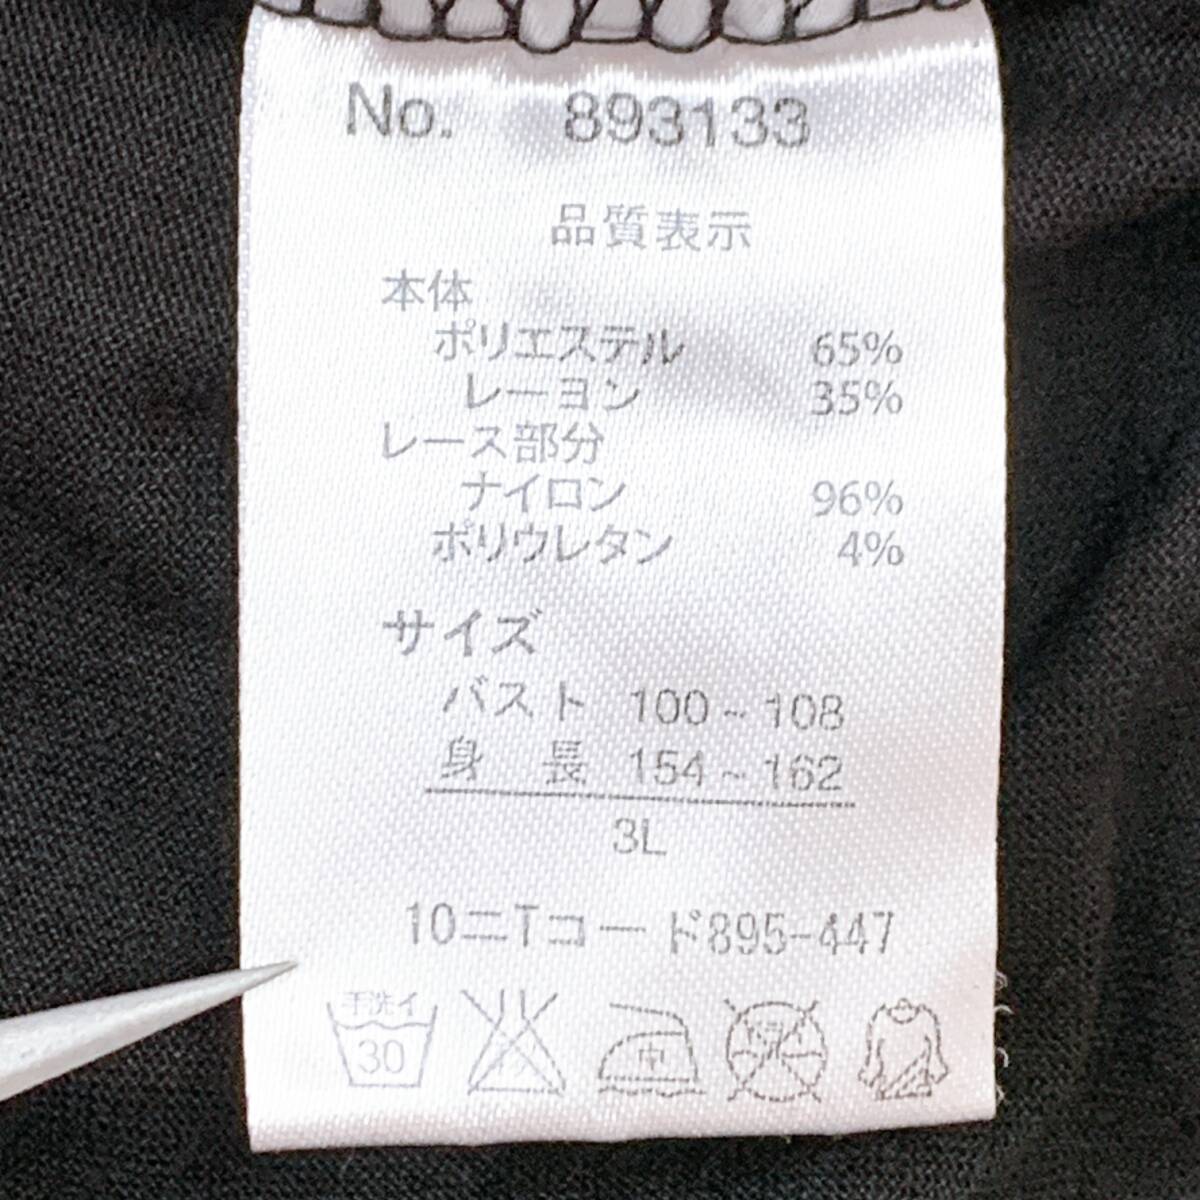 No. 893133
品質表示
本体
ポリエステル 65%
レーヨン 35%
レース部分
ナイロン 96%
ポリウレタン 4%
サイズ
バスト 100~108
身長 154~162
3L
10ニTコード895-447
手洗イ
30
中